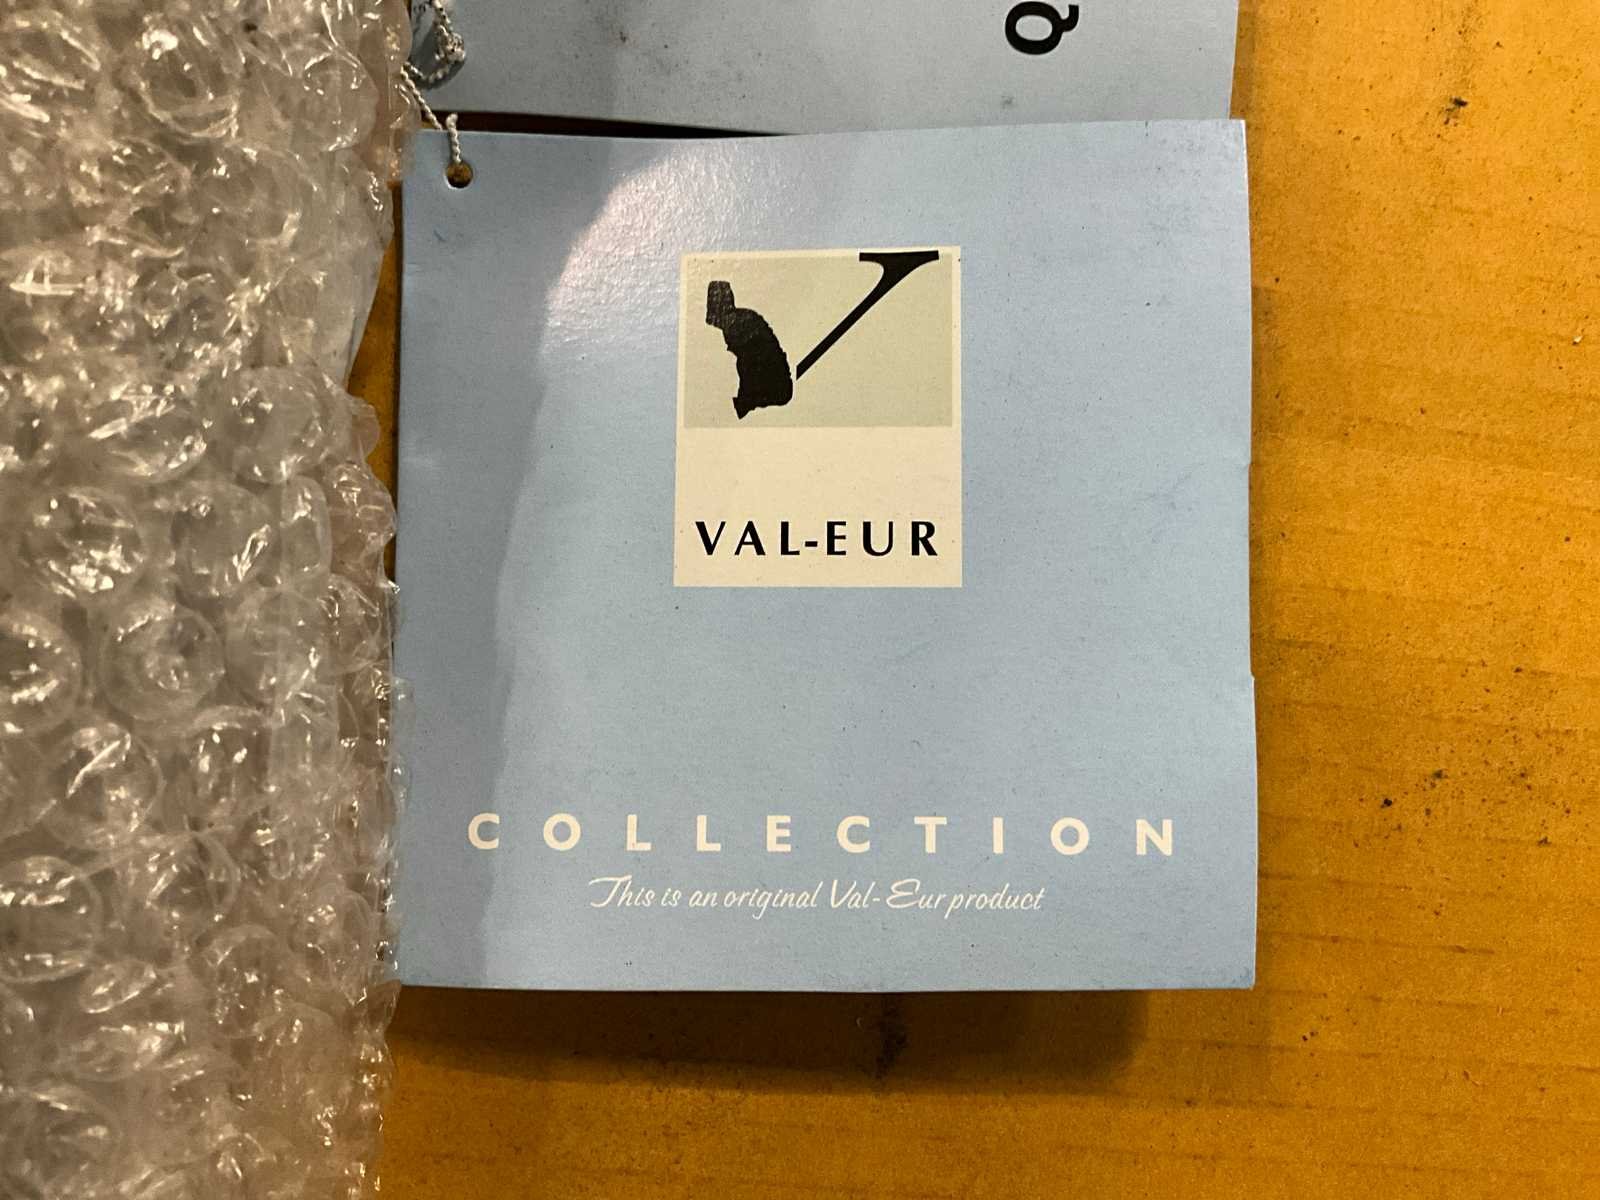 Q
VAL-EUR
COLLECTION
This is an original Val-Eur product